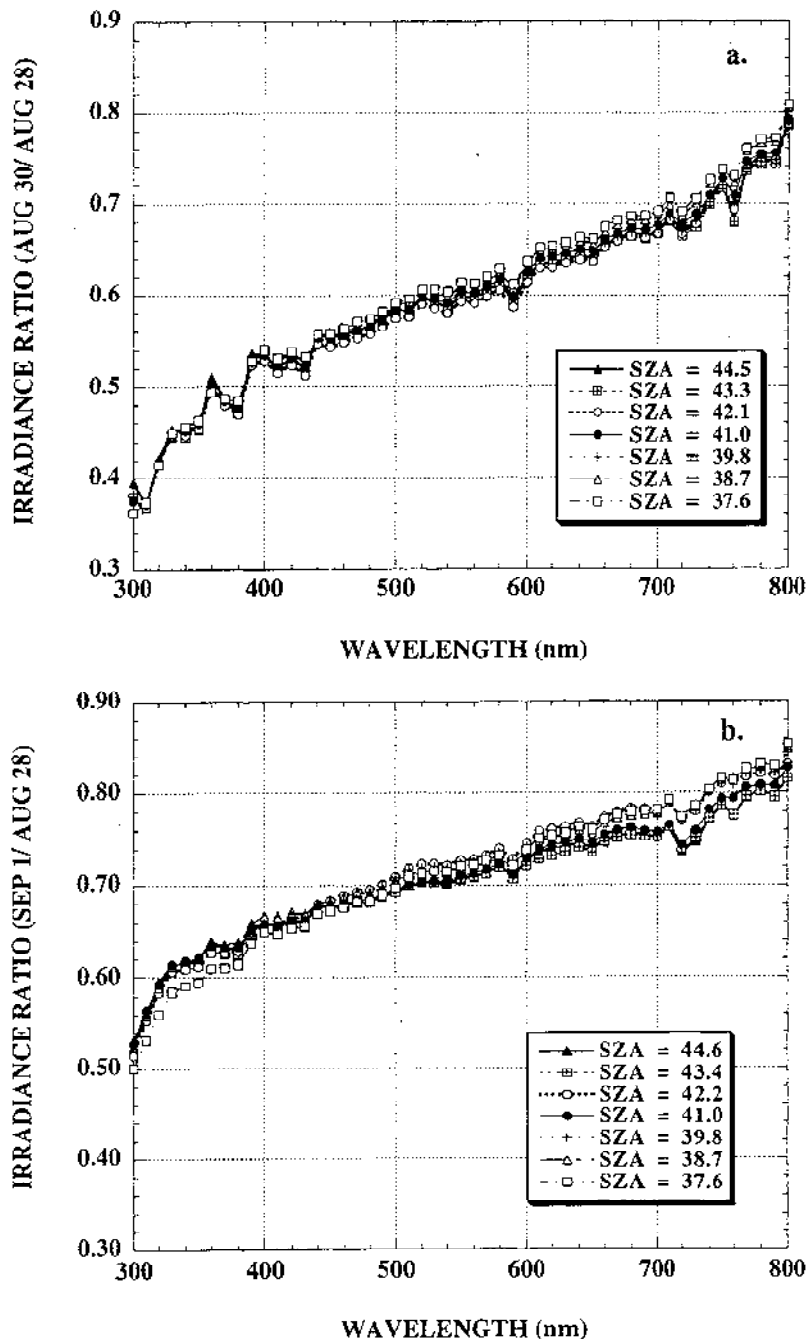 0.9
a.
0.8
0.7
0.6
0.5
0.4
0.3
IRRADIANCE RATIO (AUG 30/ AUG 28)
SZA = 44.5
SZA = 43.3
SZA = 42.1
SZA = 41.0
SZA = 39.8
SZA = 38.7
SZA = 37.6
300 400 500 600 700 800
WAVELENGTH (nm)
0.90
b.
0.80
0.70
0.60
0.50
0.40
0.30
IRRADIANCE RATIO (SEP 1/ AUG 28)
SZA = 44.6
SZA = 43.4
SZA = 42.2
SZA = 41.0
SZA = 39.8
SZA = 38.7
SZA = 37.6
300 400 500 600 700 800
WAVELENGTH (nm)